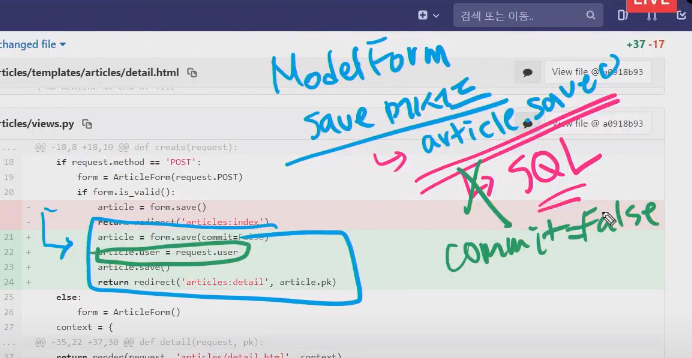 LIVE
검색 또는 이동..
changed file
+37 -17
articles/templates/articles/detail.html
View file @ a0918b93
ModelForm
save 메서드
article save()
SQL
commit=False
articles/views.py
View file @ a0918b93
@@ -18,8 +18,10 @@ def create(request):
18 if request.method == 'POST':
19 form = ArticleForm(request.POST)
20 if form.is_valid():
- article = form.save()
- return redirect('articles:index')
21 + article = form.save(commit=False)
22 + article.user = request.user
23 + article.save()
24 + return redirect('articles:detail', article.pk)
25 else:
26 form = ArticleForm()
27 context = {
@@ -35,22 +37,30 @@ def detail(request, pk):
return render(request, 'articles/detail.html', context)